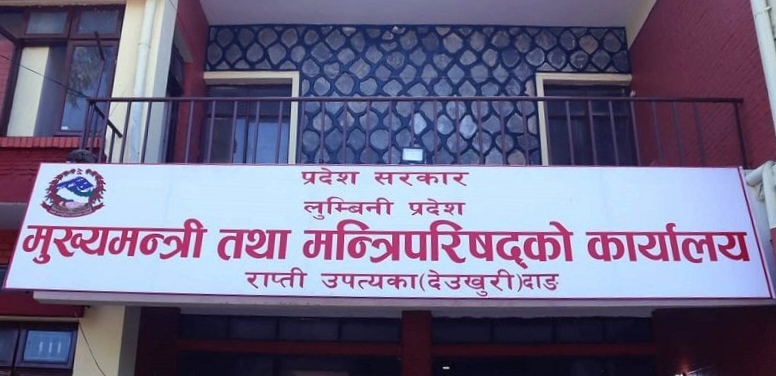 प्रदेश सरकार
लुम्बिनी प्रदेश
मुख्यमन्त्री तथा मन्त्रिपरिषद्को कार्यालय
राप्ती उपत्यका(देउखुरी)दाङ